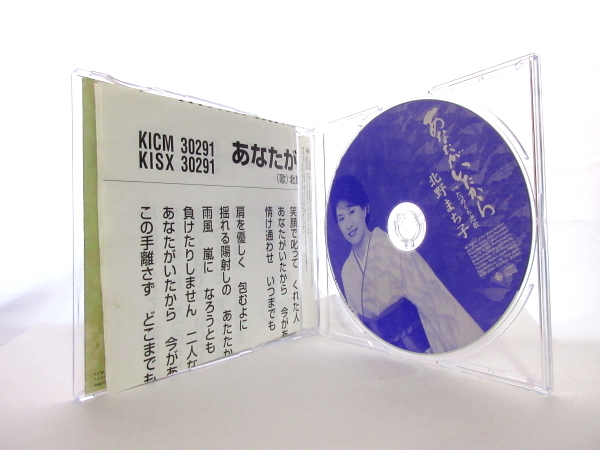 KICM 30291
KISX 30291
あなたが
(歌)北
笑顔で叱って くれた人
あなたがいたから 今があ
情け通わせ いつまでも
肩を優しく 包むよに
揺れる陽射しの あたたか
雨風 嵐に なろうとも
負けたりしません 二人な
あなたがいたから 今があ
この手離さず どこまでも
あなたがいたから
北野まち子